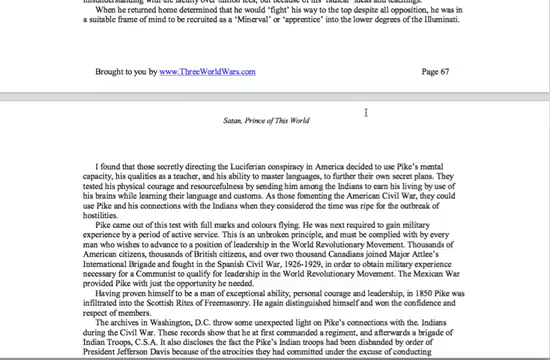 misunderstanding with the faculty over tuition fees, but because of his 'radical' ideas and teachings.
When he returned home determined that he would 'fight' his way to the top despite all opposition, he was in
a suitable frame of mind to be recruited as a 'Minerval' or 'apprentice' into the lower degrees of the Illuminati.
Brought to you by www.ThreeWorldWars.com
Page 67
Satan, Prince of This World
I found that those secretly directing the Luciferian conspiracy in America decided to use Pike's mental
capacity, his qualities as a teacher, and his ability to master languages, to further their own secret plans. They
tested his physical courage and resourcefulness by sending him among the Indians to earn his living by use of
his brains while learning their language and customs. As those fomenting the American Civil War, they could
use Pike and his connections with the Indians when they considered the time was ripe for the outbreak of
hostilities.
Pike came out of this test with full marks and colours flying. He was next required to gain military
experience by a period of active service. This is an unbroken principle, and must be complied with by every
man who wishes to advance to a position of leadership in the World Revolutionary Movement. Thousands of
American citizens, thousands of British citizens, and over two thousand Canadians joined Major Attlee's
International Brigade and fought in the Spanish Civil War, 1926-1929, in order to obtain military experience
necessary for a Communist to qualify for leadership in the World Revolutionary Movement. The Mexican War
provided Pike with just the opportunity he needed.
Having proven himself to be a man of exceptional ability, personal courage and leadership, in 1850 Pike was
infiltrated into the Scottish Rites of Freemasonry. He again distinguished himself and won the confidence and
respect of members.
The archives in Washington, D.C. throw some unexpected light on Pike's connections with the. Indians
during the Civil War. These records show that he at first commanded a regiment, and afterwards a brigade of
Indian Troops, C.S.A. It also discloses the fact the Pike's Indian troops had been disbanded by order of
President Jefferson Davis because of the atrocities they had committed under the excuse of conducting